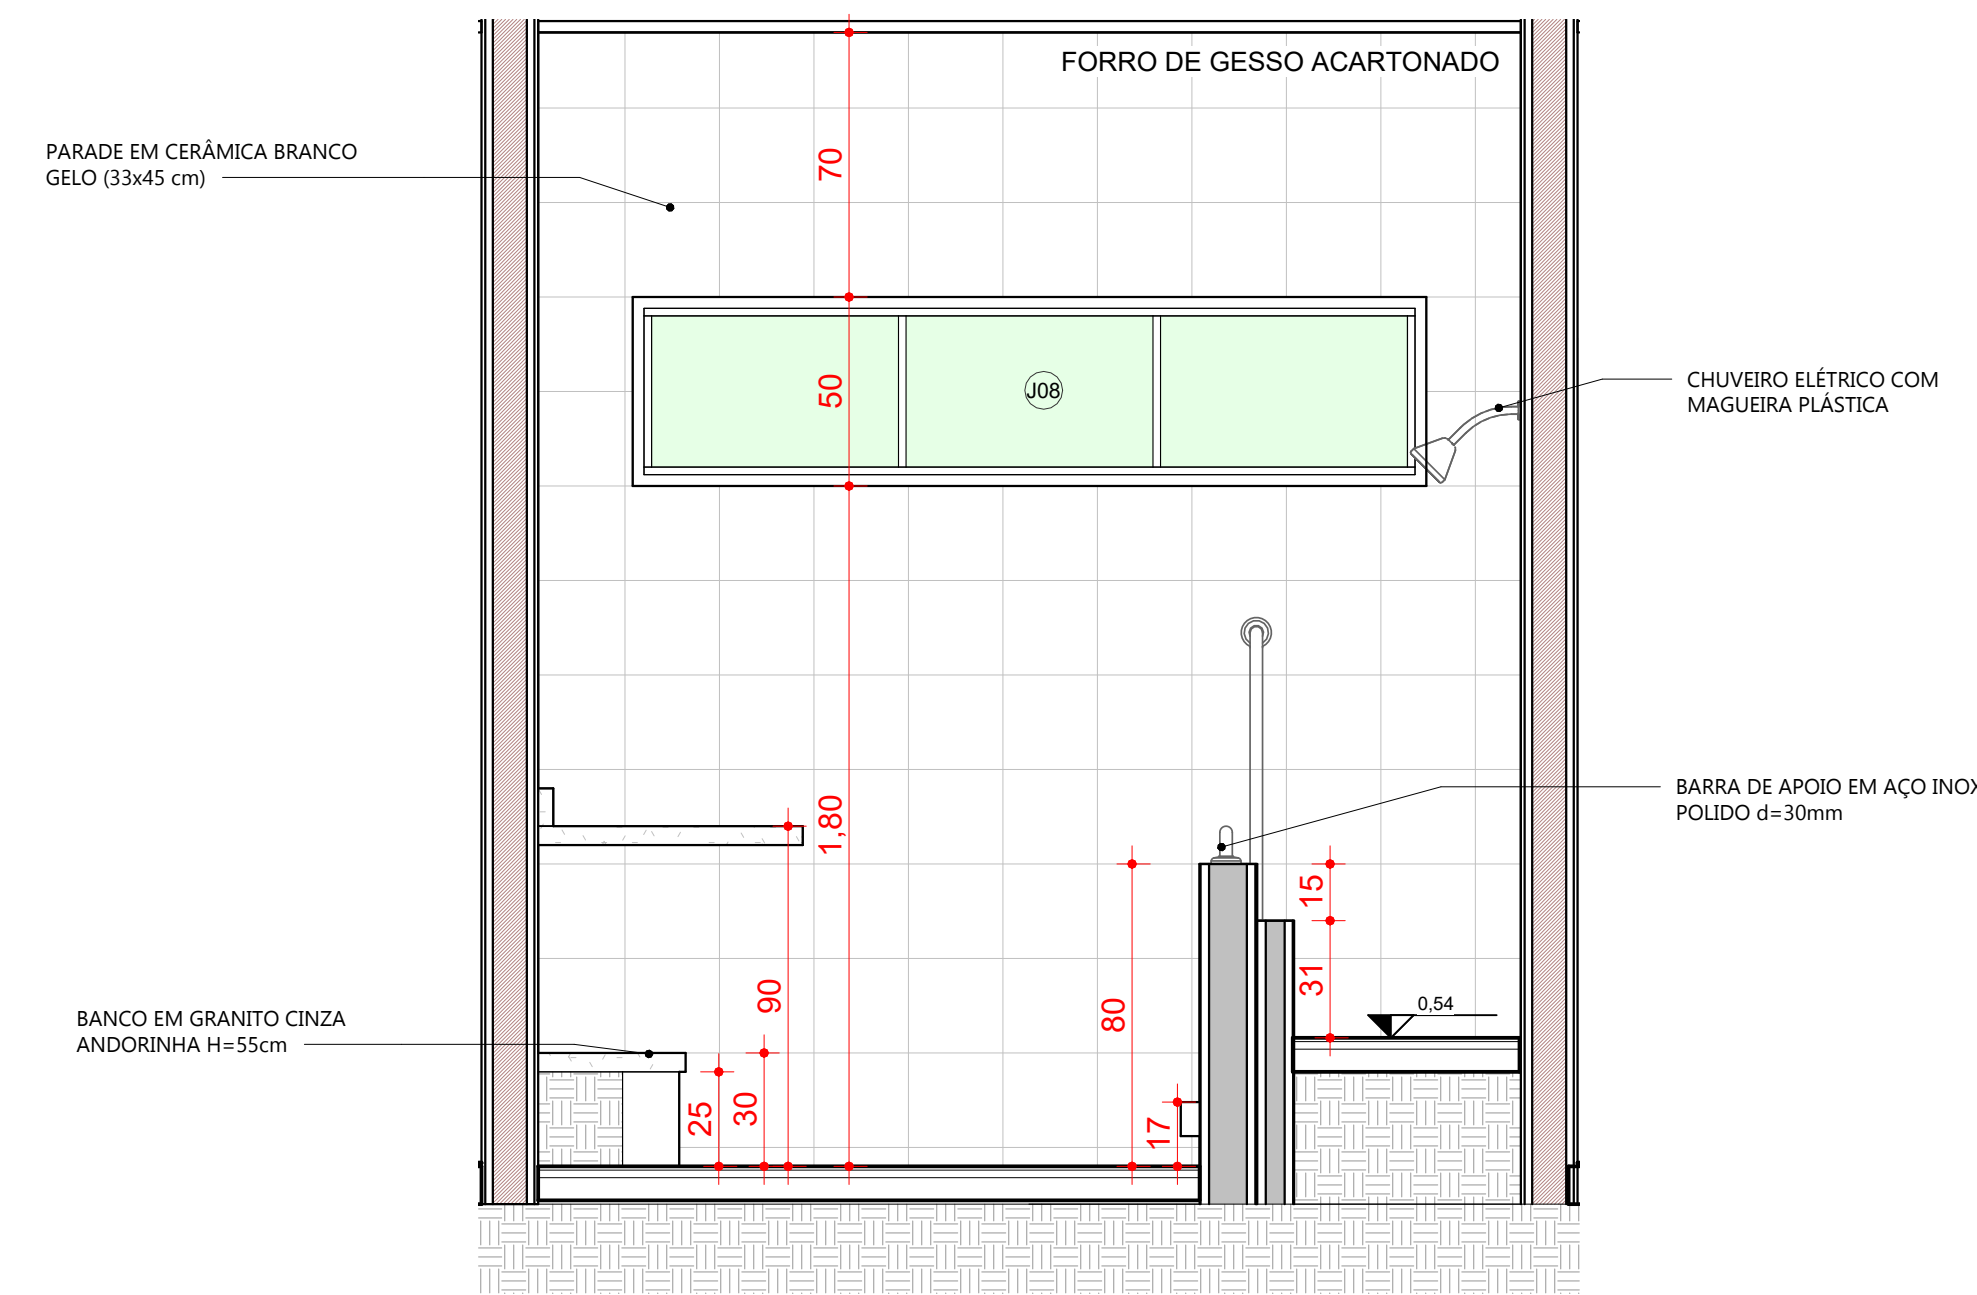 FORRO DE GESSO ACARTONADO
PARADE EM CERÂMICA BRANCO
GELO (33x45 cm)
70
50
J08
CHUVEIRO ELÉTRICO COM
MAGUEIRA PLÁSTICA
BARRA DE APOIO EM AÇO INOX
POLIDO d=30mm
1,80
15
31
90
80
0,54
BANCO EM GRANITO CINZA
ANDORINHA H=55cm
25
30
17